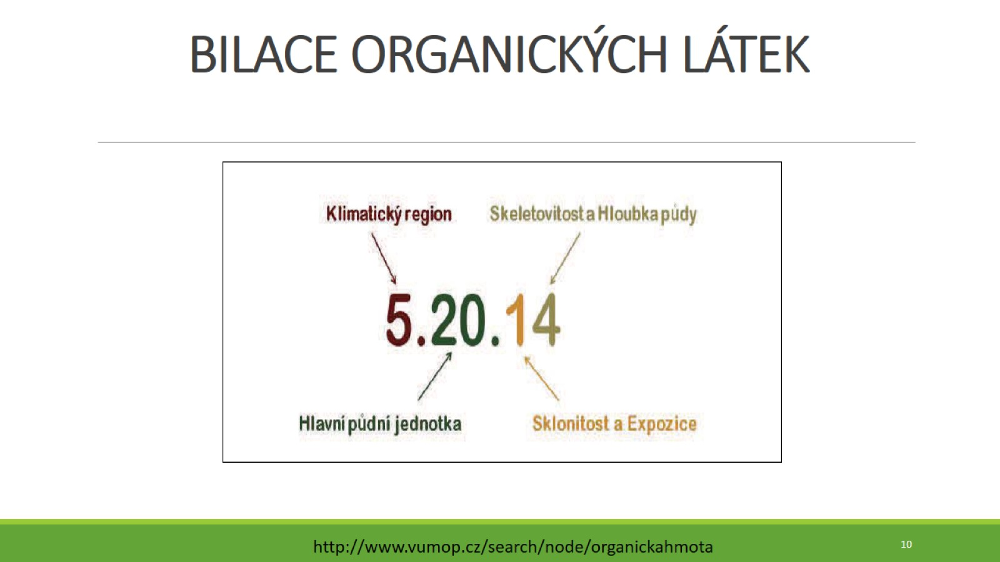 BILACE ORGANICKÝCH LÁTEK
Klimatický region
Skeletovitost a Hloubka půdy
5.20.14
Hlavní půdní jednotka
Sklonitost a Expozice
http://www.vumop.cz/search/node/organickahmota
10